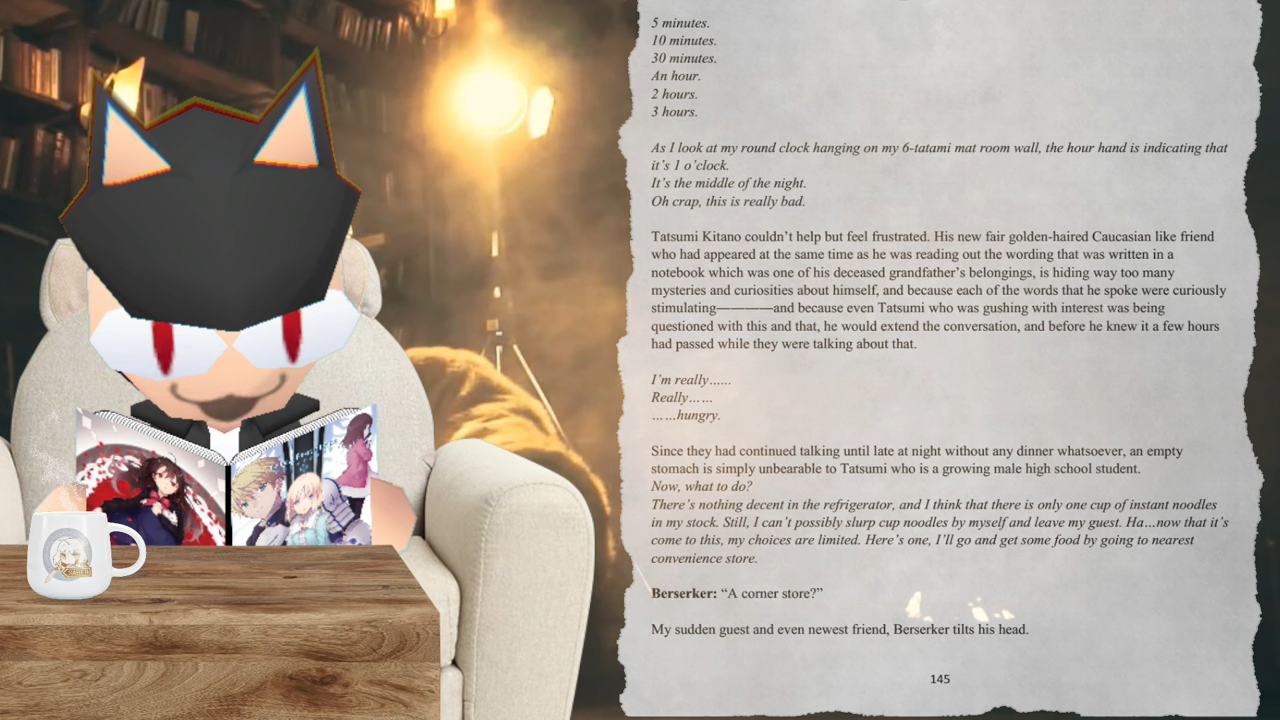 5 minutes.
10 minutes.
30 minutes.
An hour.
2 hours.
3 hours.
As I look at my round clock hanging on my 6-tatami mat room wall, the hour hand is indicating that
it's 1 o'clock.
It's the middle of the night.
Oh crap, this is really bad.
Tatsumi Kitano couldn't help but feel frustrated. His new fair golden-haired Caucasian like friend
who had appeared at the same time as he was reading out the wording that was written in a
notebook which was one of his deceased grandfather's belongings, is hiding way too many
mysteries and curiosities about himself, and because each of the words that he spoke were curiously
stimulating————and because even Tatsumi who was gushing with interest was being
questioned with this and that, he would extend the conversation, and before he knew it a few hours
had passed while they were talking about that.
I'm really……
Really……
……hungry.
Since they had continued talking until late at night without any dinner whatsoever, an empty
stomach is simply unbearable to Tatsumi who is a growing male high school student.
Now, what to do?
There's nothing decent in the refrigerator, and I think that there is only one cup of instant noodles
in my stock. Still, I can't possibly slurp cup noodles by myself and leave my guest. Ha…now that it's
come to this, my choices are limited. Here's one, I'll go and get some food by going to nearest
convenience store.
Berserker: "A corner store?"
My sudden guest and even newest friend, Berserker tilts his head.
145